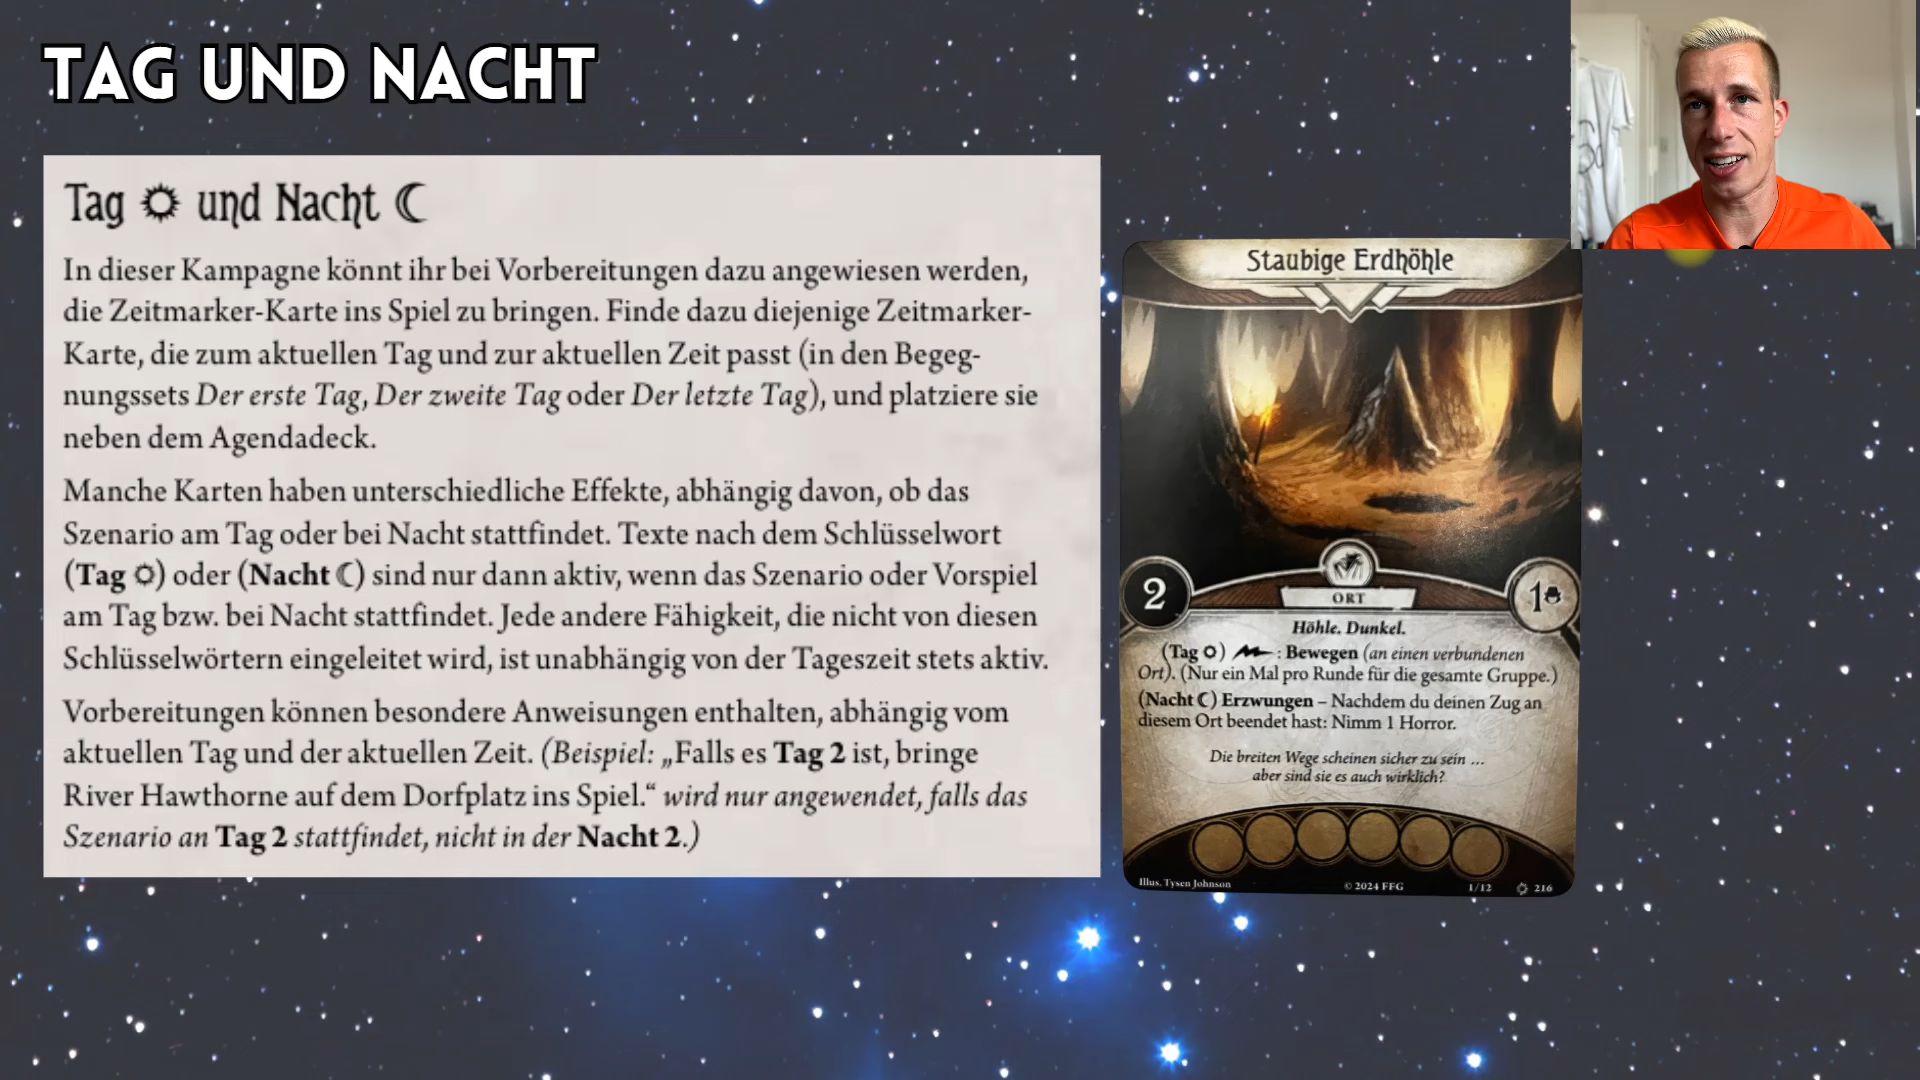 TAG UND NACHT
Tag und Nacht
In dieser Kampagne könnt ihr bei Vorbereitungen dazu angewiesen werden,
die Zeitmarker-Karte ins Spiel zu bringen. Finde dazu diejenige Zeitmarker-
Karte, die zum aktuellen Tag und zur aktuellen Zeit passt (in den Begeg-
nungssets Der erste Tag, Der zweite Tag oder Der letzte Tag), und platziere sie
neben dem Agendadeck.
Manche Karten haben unterschiedliche Effekte, abhängig davon, ob das
Szenario am Tag oder bei Nacht stattfindet. Texte nach dem Schlüsselwort
(Tag) oder (Nacht) sind nur dann aktiv, wenn das Szenario oder Vorspiel
am Tag bzw. bei Nacht stattfindet. Jede andere Fähigkeit, die nicht von diesen
Schlüsselwörtern eingeleitet wird, ist unabhängig von der Tageszeit stets aktiv.
Vorbereitungen können besondere Anweisungen enthalten, abhängig vom
aktuellen Tag und der aktuellen Zeit. (Beispiel: „Falls es Tag 2 ist, bringe
River Hawthorne auf dem Dorfplatz ins Spiel.“ wird nur angewendet, falls das
Szenario an Tag 2 stattfindet, nicht in der Nacht 2.)
Staubige Erdhöhle
2
ORT
1
Höhle. Dunkel.
(Tag) : Bewegen (an einen verbundenen
Ort). (Nur ein Mal pro Runde für die gesamte Gruppe.)
(Nacht) Erzwungen – Nachdem du deinen Zug an
diesem Ort beendet hast: Nimm 1 Horror.
Die breiten Wege scheinen sicher zu sein ...
aber sind sie es auch wirklich?
Illus. Tysen Johnson © 2024 FFG 1/12 216